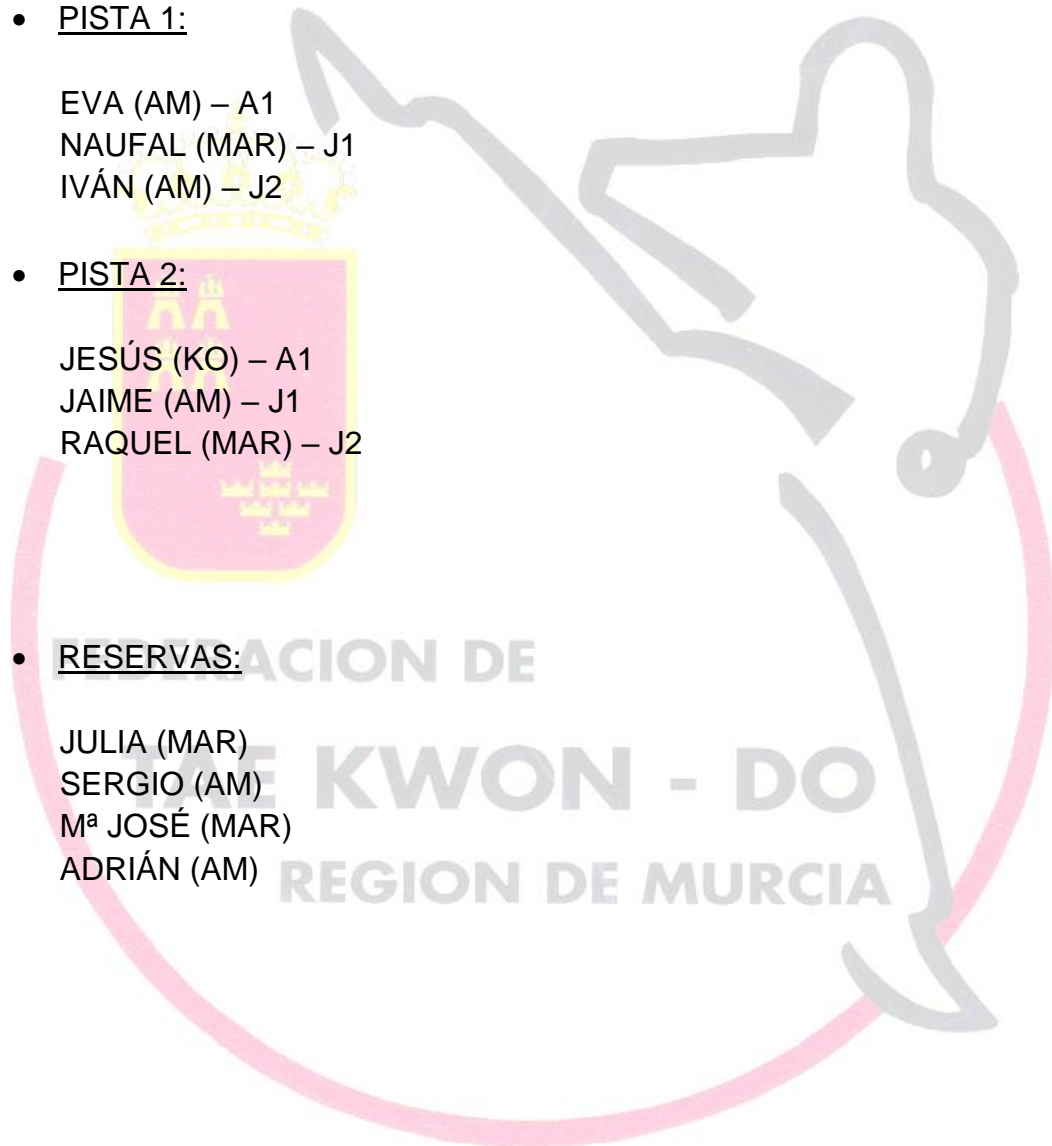 • PISTA 1:
EVA (AM) – A1
NAUFAL (MAR) – J1
IVÁN (AM) – J2
• PISTA 2:
JESÚS (KO) – A1
JAIME (AM) – J1
RAQUEL (MAR) – J2
FEDERACION DE
• RESERVAS:
JULIA (MAR)
TAE KWON - DO
SERGIO (AM)
Mª JOSÉ (MAR)
ADRIÁN (AM)
REGION DE MURCIA